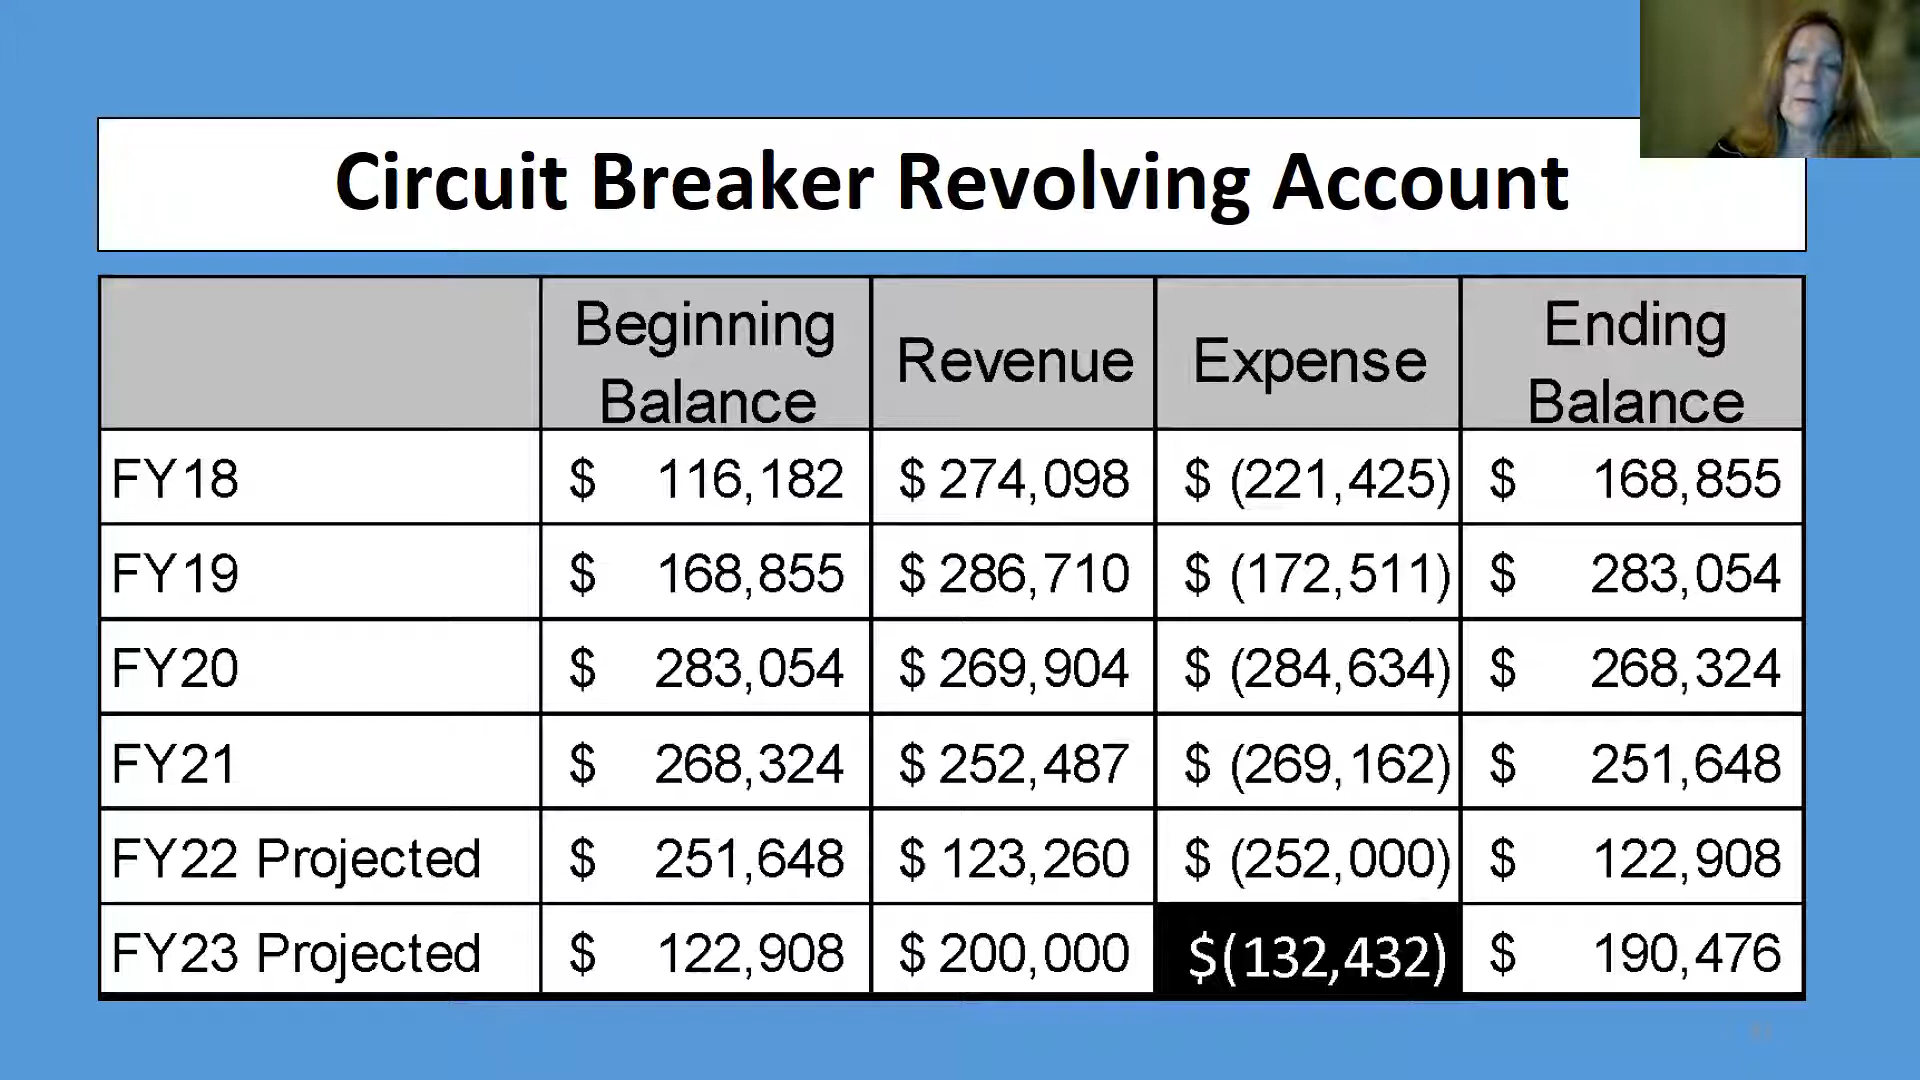 Circuit Breaker Revolving Account
Beginning Balance Revenue Expense Ending Balance
FY18 $ 116,182 $ 274,098 $ (221,425) $ 168,855
FY19 $ 168,855 $ 286,710 $ (172,511) $ 283,054
FY20 $ 283,054 $ 269,904 $ (284,634) $ 268,324
FY21 $ 268,324 $ 252,487 $ (269,162) $ 251,648
FY22 Projected $ 251,648 $ 123,260 $ (252,000) $ 122,908
FY23 Projected $ 122,908 $ 200,000 $(132,432) $ 190,476